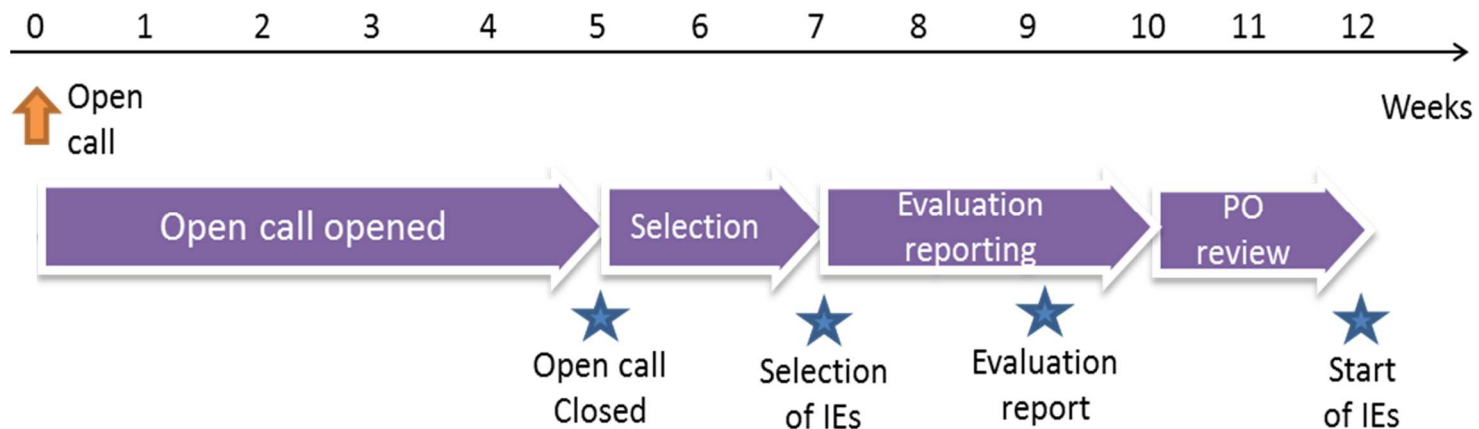 0 1 2 3 4 5 6 7 8 9 10 11 12
Open
call
Weeks
Open call opened
Selection
Evaluation
reporting
PO
review
Open call
Closed
Selection
of IEs
Evaluation
report
Start
of IEs